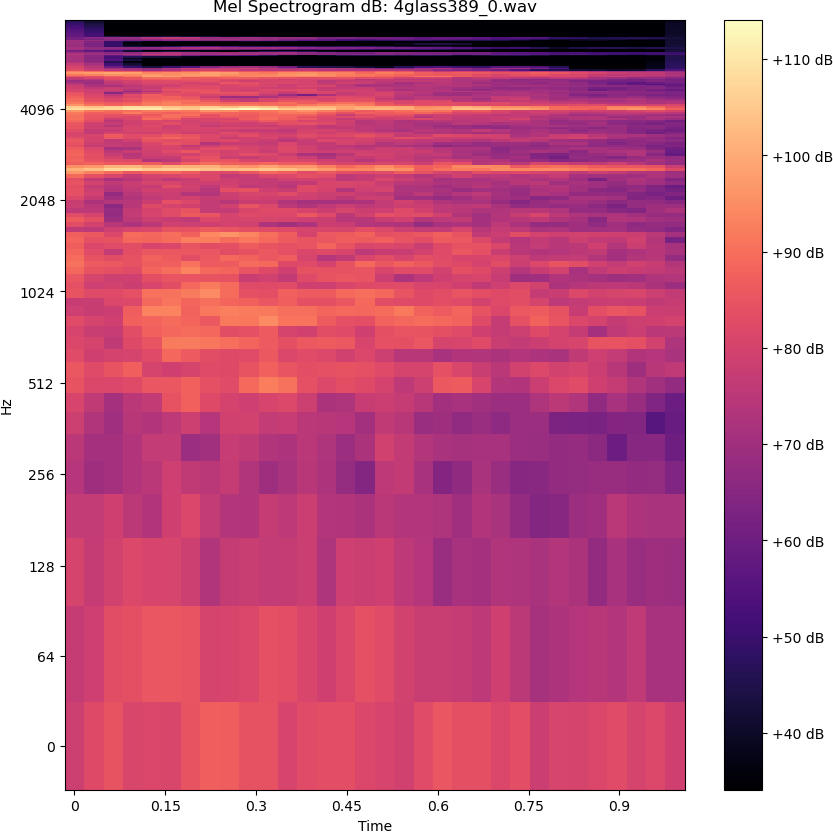 Mel Spectrogram dB: 4glass389_0.wav
+110 dB
4096
+100 dB
2048
+90 dB
1024
+80 dB
512
Hz
+70 dB
256
+60 dB
128
+50 dB
64
+40 dB
0
0 0.15 0.3 0.45 0.6 0.75 0.9
Time